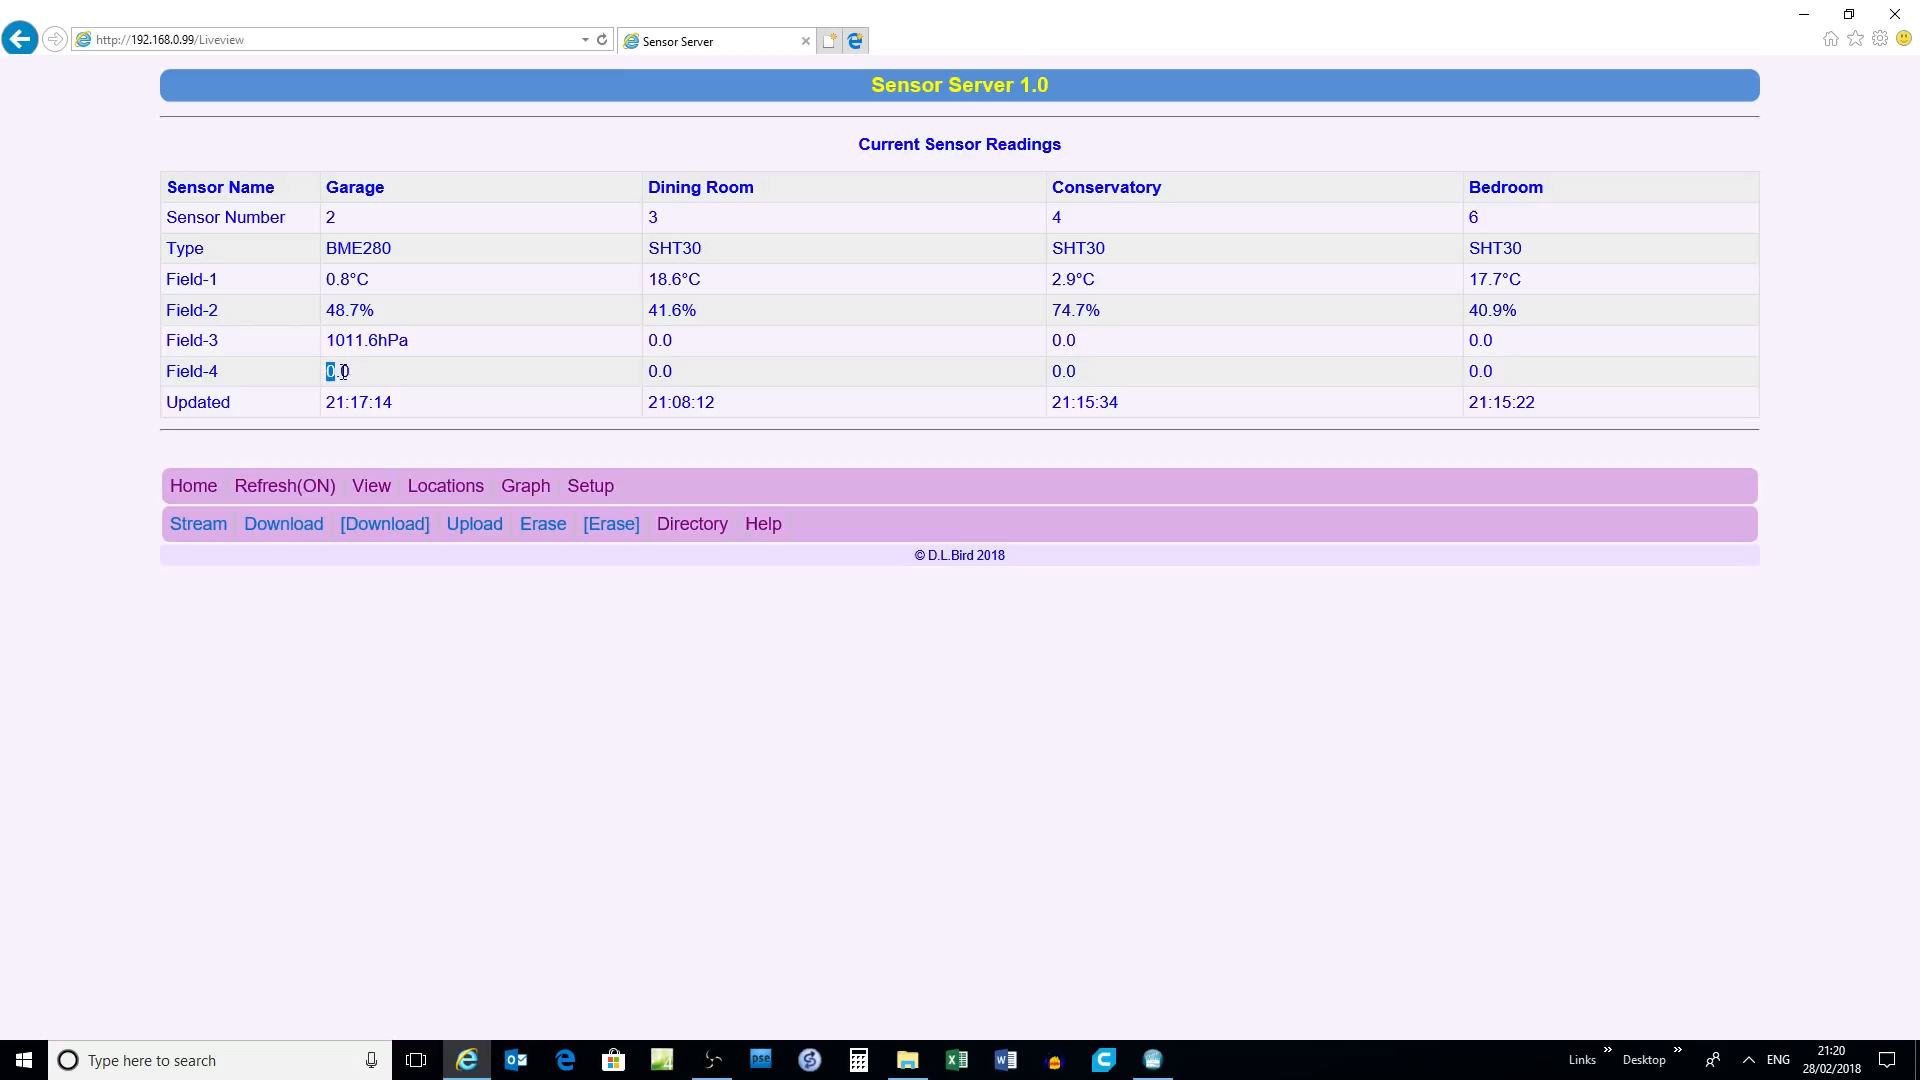 http://192.168.0.99/Liveview
Sensor Server
Sensor Server 1.0
Current Sensor Readings
Sensor Name Garage Dining Room Conservatory Bedroom
Sensor Number 2 3 4 6
Type BME280 SHT30 SHT30 SHT30
Field-1 0.8°C 18.6°C 2.9°C 17.7°C
Field-2 48.7% 41.6% 74.7% 40.9%
Field-3 1011.6hPa 0.0 0.0 0.0
Field-4 0.0 0.0 0.0 0.0
Updated 21:17:14 21:08:12 21:15:34 21:15:22
Home Refresh(ON) View Locations Graph Setup
Stream Download [Download] Upload Erase [Erase] Directory Help
© D.L.Bird 2018
Type here to search
pse
Links » Desktop » ENG
21:20
28/02/2018